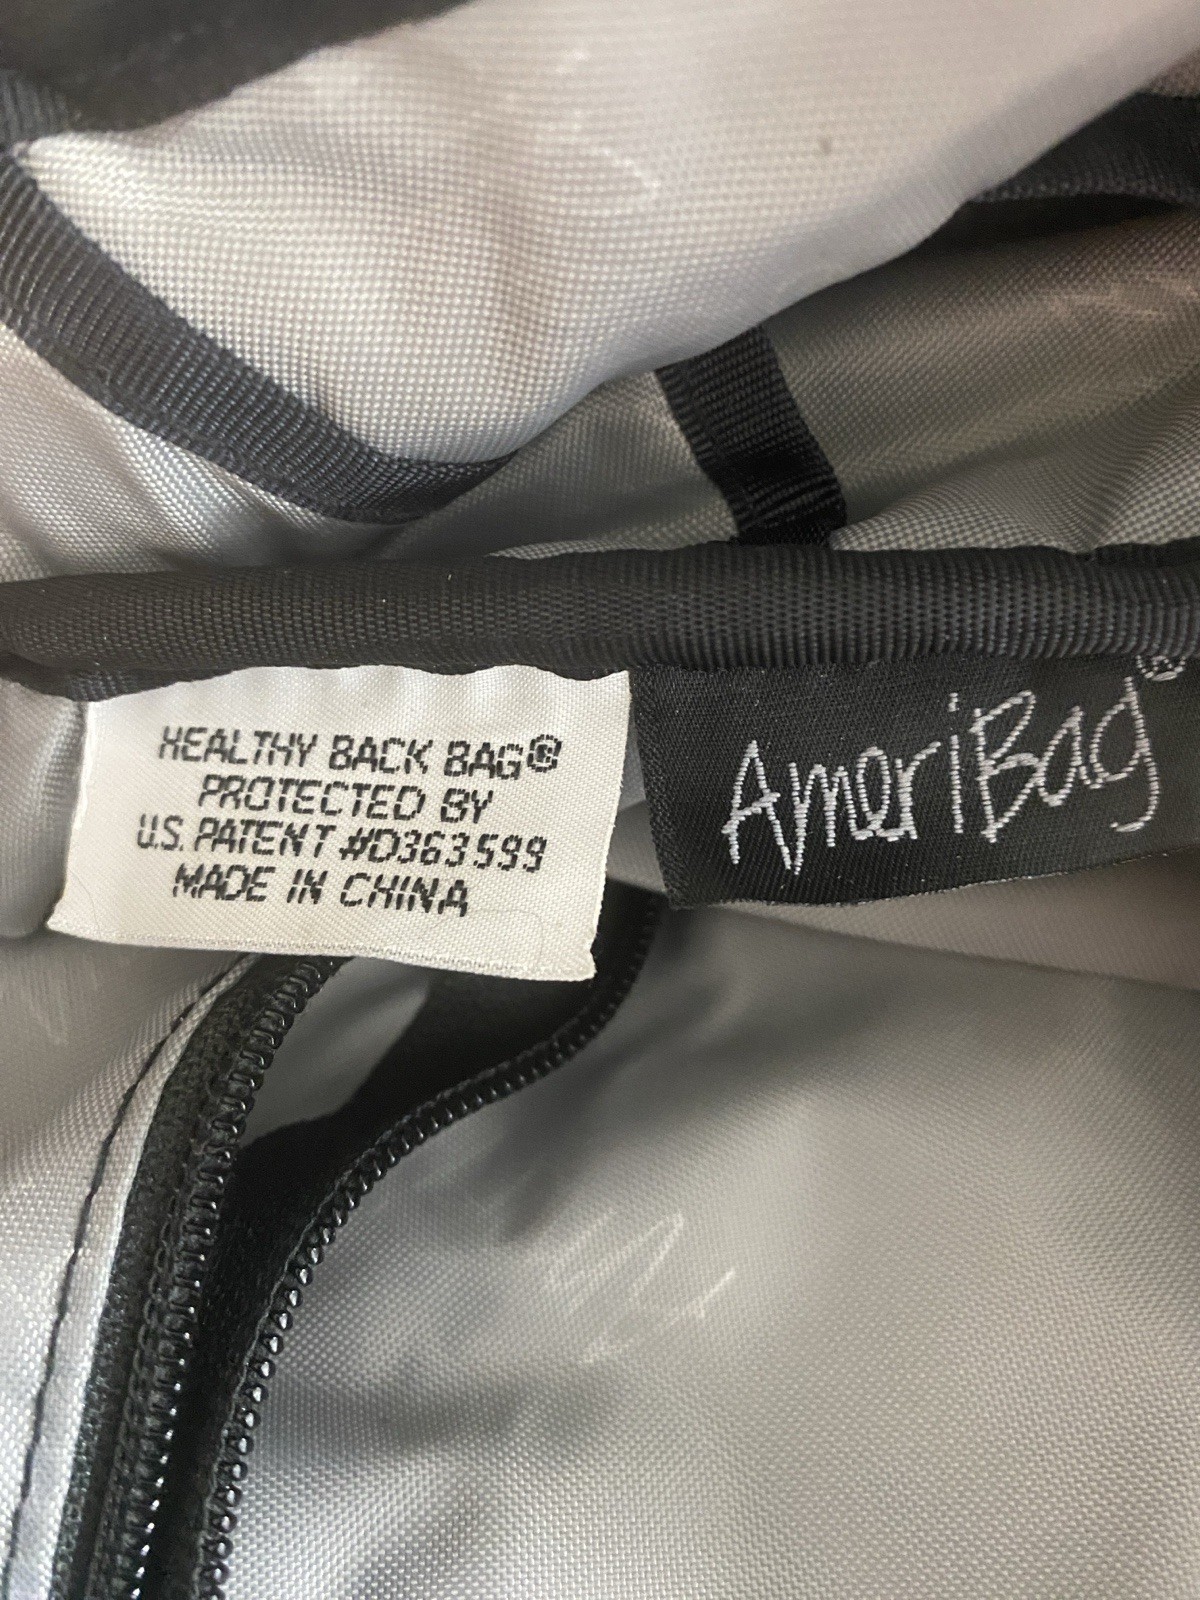 HEALTHY BACK BAG®
PROTECTED BY
U.S. PATENT #D363599
MADE IN CHINA
AmeriBag®